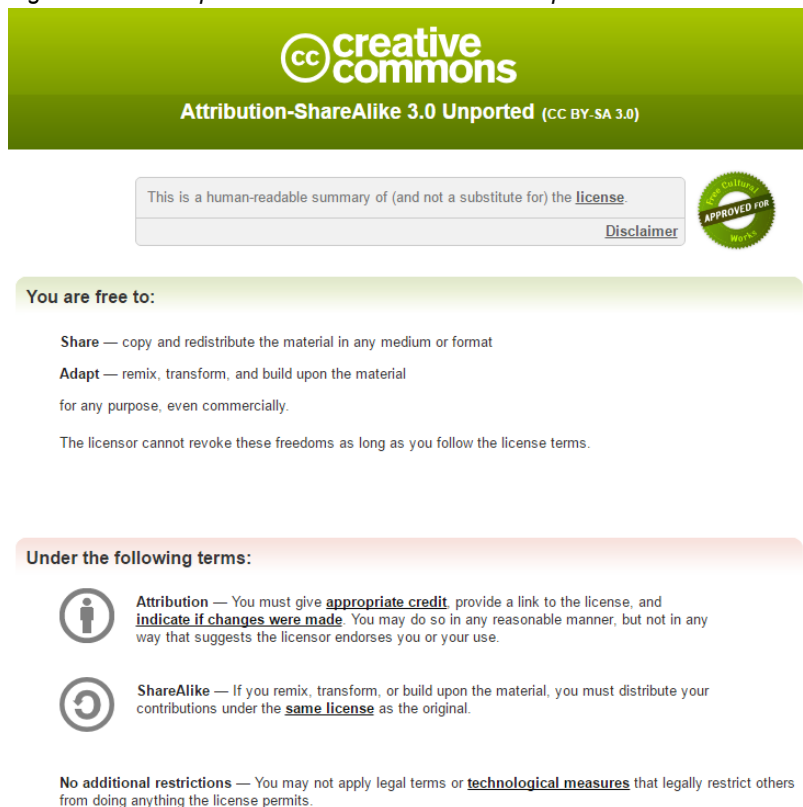 cc creative
commons
Attribution-ShareAlike 3.0 Unported (CC BY-SA 3.0)
This is a human-readable summary of (and not a substitute for) the license.
Disclaimer
Free Cultural
APPROVED FOR
Works
You are free to:
Share — copy and redistribute the material in any medium or format
Adapt — remix, transform, and build upon the material
for any purpose, even commercially.
The licensor cannot revoke these freedoms as long as you follow the license terms.
Under the following terms:
Attribution — You must give appropriate credit, provide a link to the license, and
indicate if changes were made. You may do so in any reasonable manner, but not in any
way that suggests the licensor endorses you or your use.
ShareAlike — If you remix, transform, or build upon the material, you must distribute your
contributions under the same license as the original.
No additional restrictions — You may not apply legal terms or technological measures that legally restrict others
from doing anything the license permits.